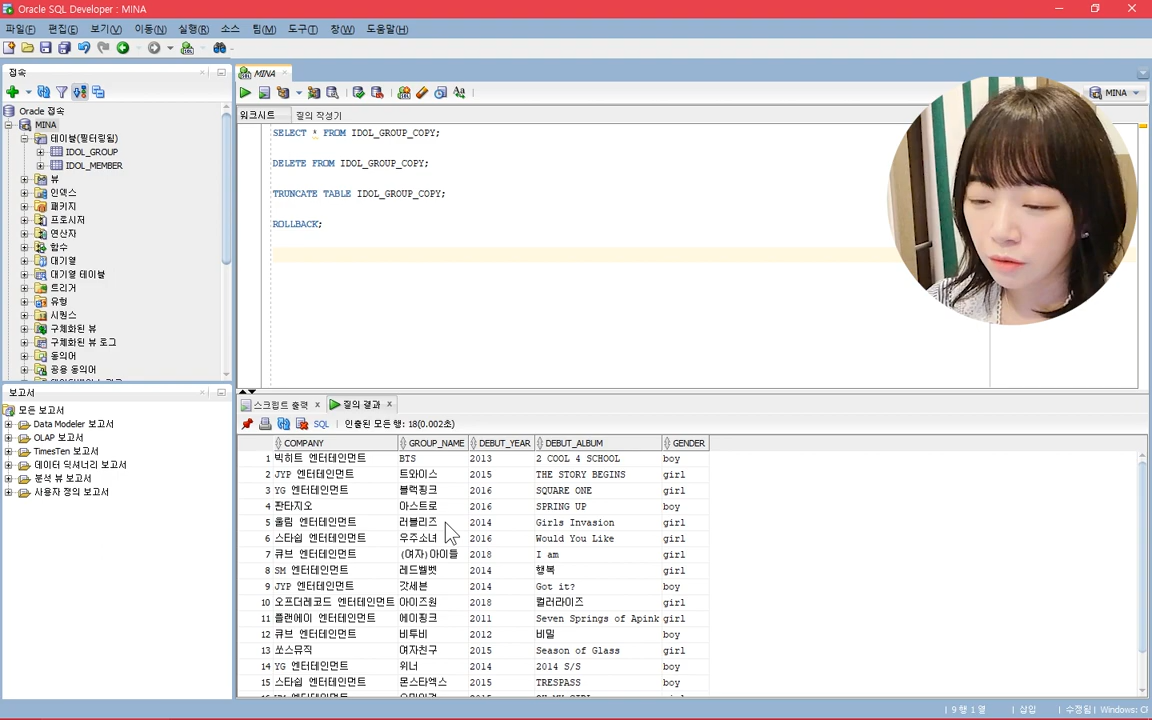 Oracle SQL Developer : MINA
파일(F) 편집(E) 보기(V) 이동(N) 실행(R) 소스 팀(M) 도구(T) 창(W) 도움말(H)
접속
Oracle 접속
MINA
테이블(필터링됨)
IDOL_GROUP
IDOL_MEMBER
뷰
인덱스
패키지
프로시저
연산자
함수
대기열
대기열 테이블
트리거
유형
시퀀스
구체화된 뷰
구체화된 뷰 로그
동의어
공용 동의어
보고서
모든 보고서
Data Modeler 보고서
OLAP 보고서
TimesTen 보고서
데이터 딕셔너리 보고서
분석 뷰 보고서
사용자 정의 보고서
MINA
MINA
워크시트 질의 작성기
SELECT * FROM IDOL_GROUP_COPY;
DELETE FROM IDOL_GROUP_COPY;
TRUNCATE TABLE IDOL_GROUP_COPY;
ROLLBACK;
스크립트 출력 질의 결과
SQL 인출된 모든 행: 18(0.002초)
COMPANY GROUP_NAME DEBUT_YEAR DEBUT_ALBUM GENDER
1 빅히트 엔터테인먼트 BTS 2013 2 COOL 4 SCHOOL boy
2 JYP 엔터테인먼트 트와이스 2015 THE STORY BEGINS girl
3 YG 엔터테인먼트 블랙핑크 2016 SQUARE ONE girl
4 판타지오 아스트로 2016 SPRING UP boy
5 울림 엔터테인먼트 러블리즈 2014 Girls Invasion girl
6 스타쉽 엔터테인먼트 우주소녀 2016 Would You Like girl
7 큐브 엔터테인먼트 (여자)아이들 2018 I am girl
8 SM 엔터테인먼트 레드벨벳 2014 행복 girl
9 JYP 엔터테인먼트 갓세븐 2014 Got it? boy
10 오프더레코드 엔터테인먼트 아이즈원 2018 컬러라이즈 girl
11 플랜에이 엔터테인먼트 에이핑크 2011 Seven Springs of Apink girl
12 큐브 엔터테인먼트 비투비 2012 비밀 boy
13 쏘스뮤직 여자친구 2015 Season of Glass girl
14 YG 엔터테인먼트 위너 2014 2014 S/S boy
15 스타쉽 엔터테인먼트 몬스타엑스 2015 TRESPASS boy
9 행 1 열 삽입 수정됨 Windows: